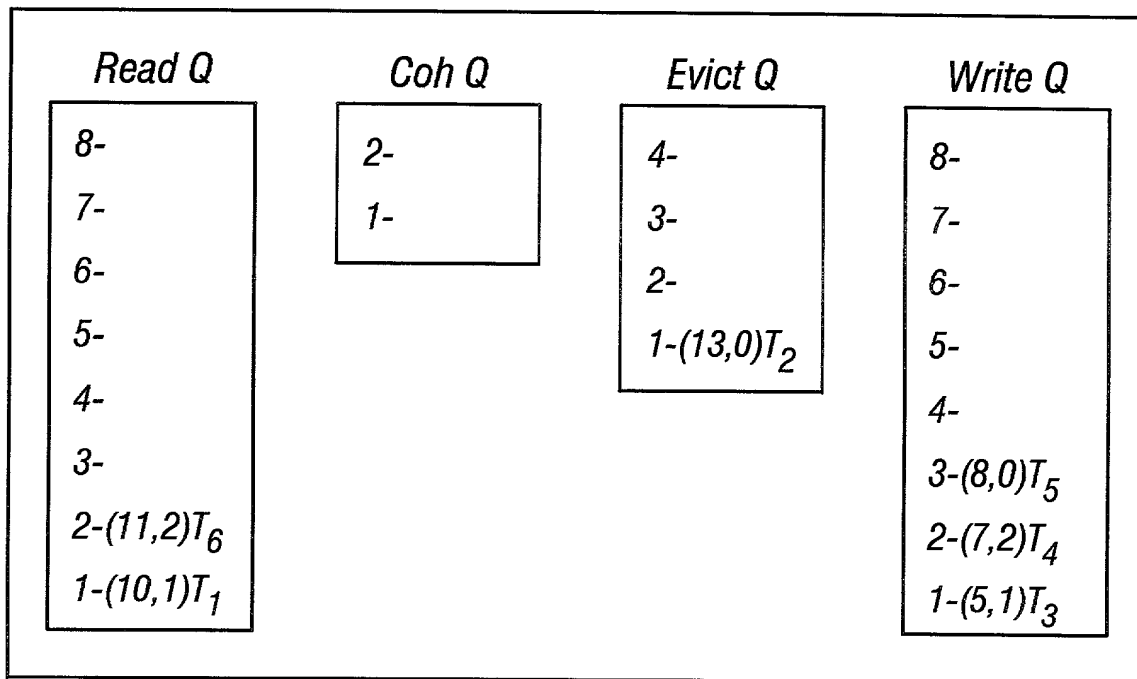 Read Q
8-
7-
6-
5-
4-
3-
2-(11,2)T6
1-(10,1)T1
Coh Q
2-
1-
Evict Q
4-
3-
2-
1-(13,0)T2
Write Q
8-
7-
6-
5-
4-
3-(8,0)T5
2-(7,2)T4
1-(5,1)T3